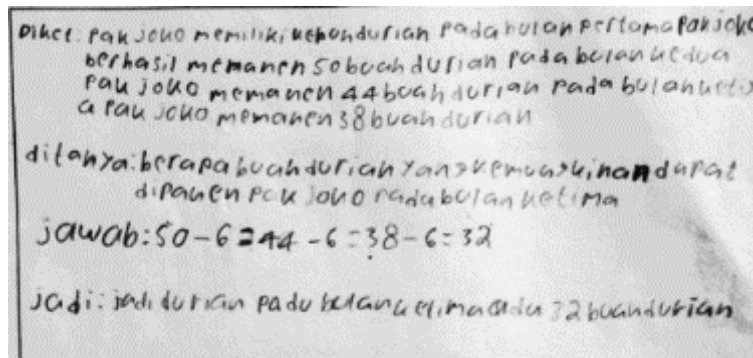 Diket: pak joko memiliki kebon durian pada bulan pertama pak joko
berhasil memanen 50 buah durian pada bulan kedua
pak joko memanen 44 buah durian pada bulan keti
a pak joko memanen 38 buah durian
ditanya: berapa buah durian yang kemungkinan dapat
dipanen pak joko pada bulan kelima
jawab: 50 - 6 = 44 - 6 = 38 - 6 = 32
jadi: jadi durian pada bulan kelima ada 32 buah durian